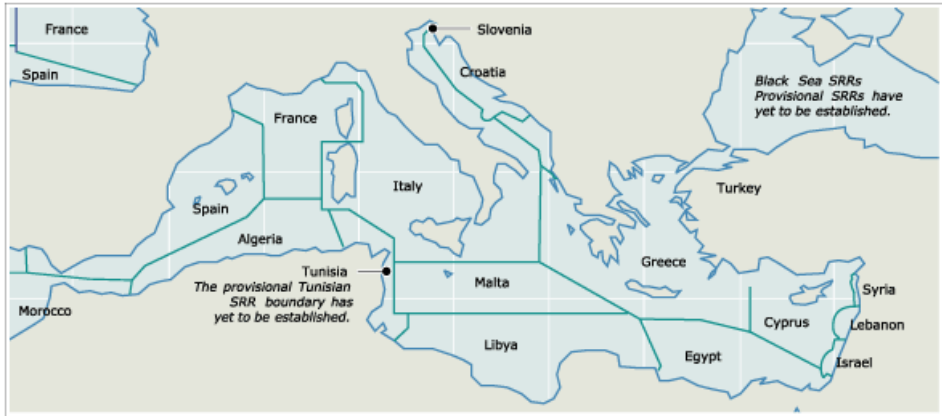 France
Spain
Slovenia
Croatia
Black Sea SRRs
Provisional SRRs have
yet to be established.
France
Italy
Turkey
Spain
Algeria
Greece
Tunisia
The provisional Tunisian
SRR boundary has
yet to be established.
Malta
Morocco
Syria
Cyprus
Lebanon
Libya
Egypt
Israel